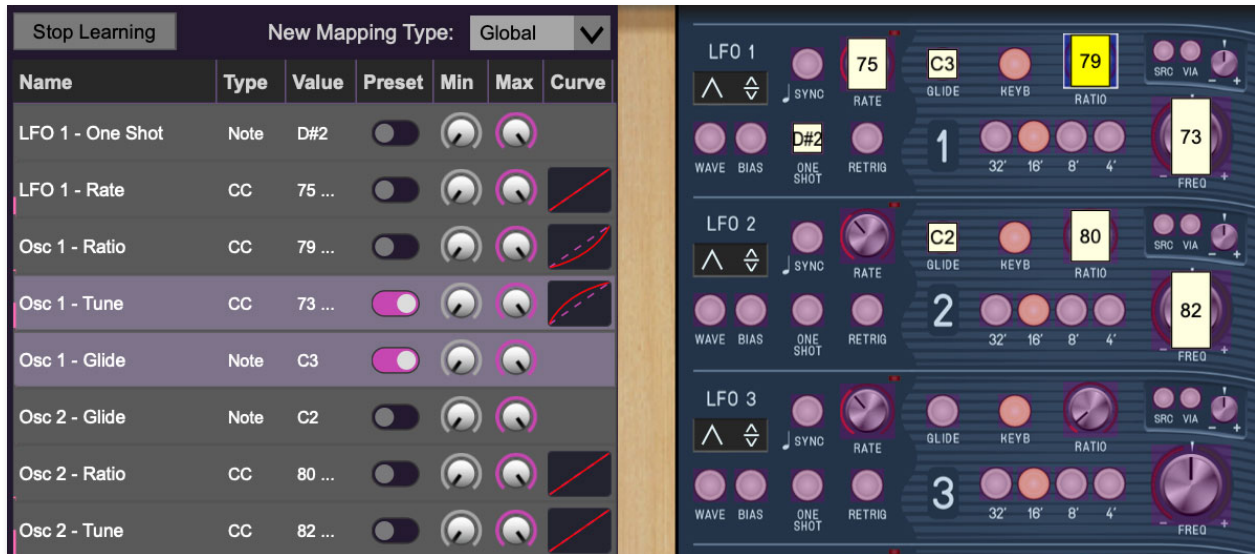 Stop Learning New Mapping Type: Global
Name Type Value Preset Min Max Curve
LFO 1 - One Shot Note D#2
LFO 1 - Rate CC 75 ...
Osc 1 - Ratio CC 79 ...
Osc 1 - Tune CC 73 ...
Osc 1 - Glide Note C3
Osc 2 - Glide Note C2
Osc 2 - Ratio CC 80 ...
Osc 2 - Tune CC 82 ...
LFO 1
SYNC
75
RATE
WAVE BIAS
D#2
ONE
SHOT
RETRIG
C3
GLIDE
KEYB
79
RATIO
SRC VIA
- +
1
32' 16' 8' 4'
73
FREQ
- +
LFO 2
SYNC
RATE
WAVE BIAS
ONE
SHOT
RETRIG
C2
GLIDE
KEYB
80
RATIO
SRC VIA
- +
2
32' 16' 8' 4'
82
FREQ
- +
LFO 3
SYNC
RATE
WAVE BIAS
ONE
SHOT
RETRIG
GLIDE
KEYB
RATIO
SRC VIA
- +
3
32' 16' 8' 4'
FREQ
- +